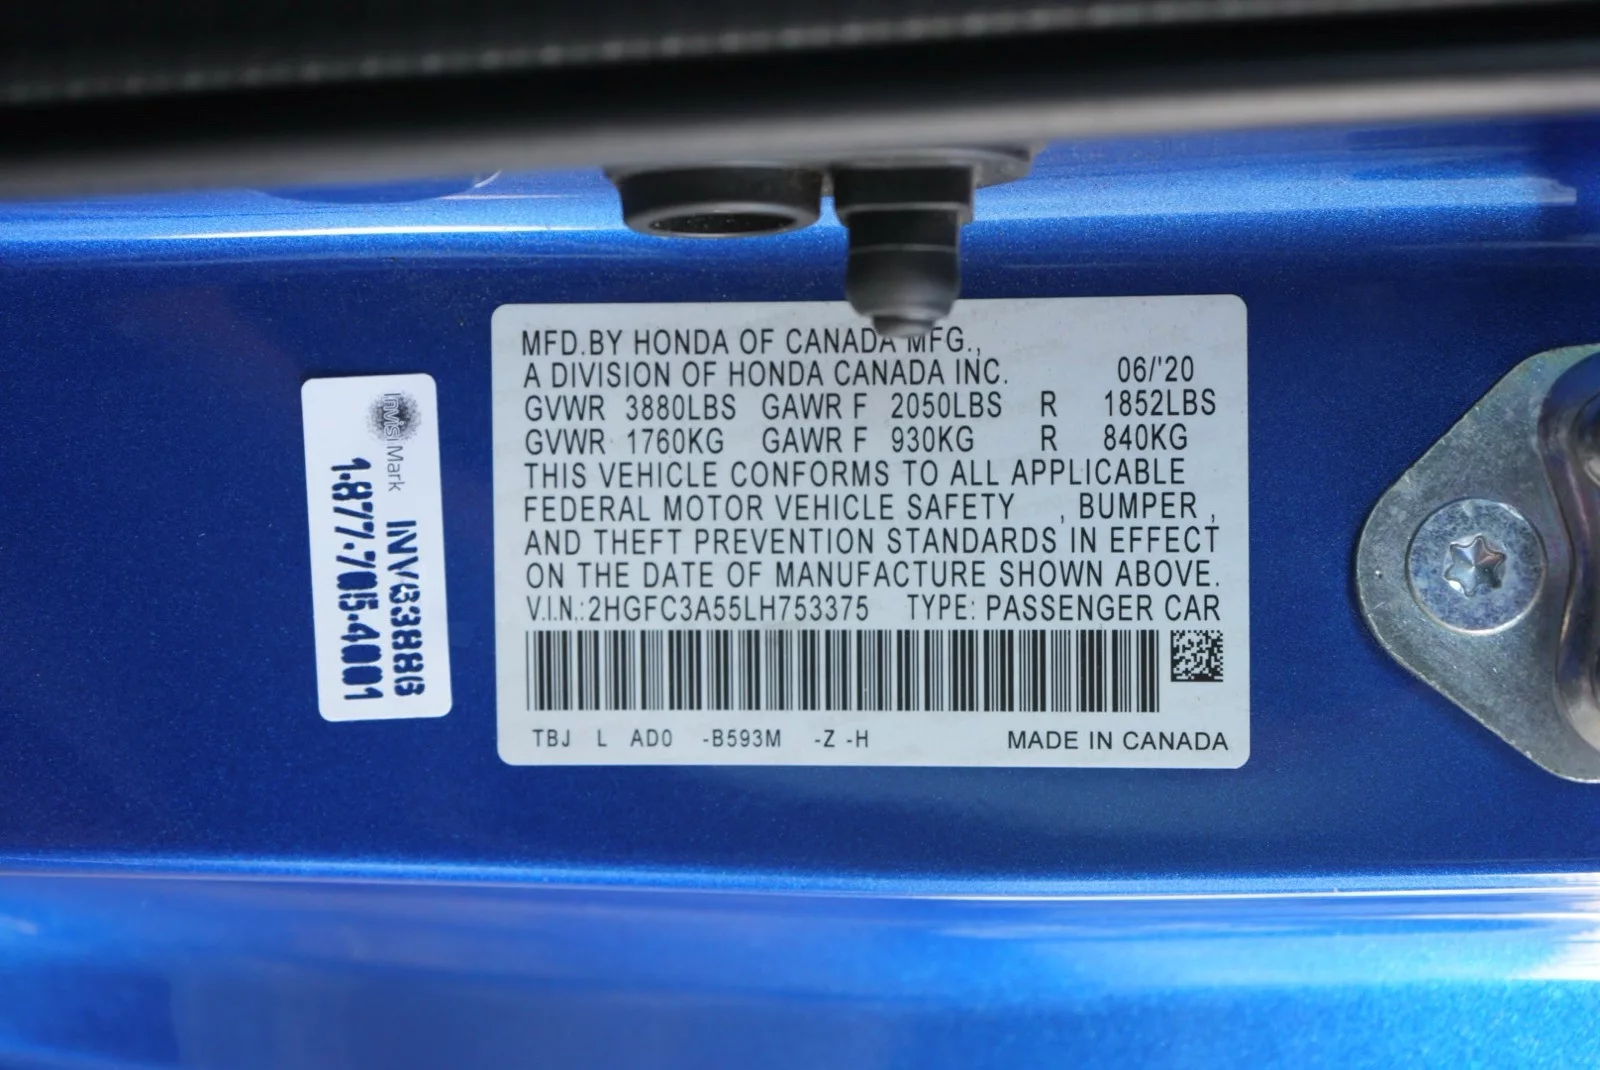 MFD.BY HONDA OF CANADA MFG.,
A DIVISION OF HONDA CANADA INC. 06/'20
GVWR 3880LBS GAWR F 2050LBS R 1852LBS
GVWR 1760KG GAWR F 930KG R 840KG
THIS VEHICLE CONFORMS TO ALL APPLICABLE
FEDERAL MOTOR VEHICLE SAFETY , BUMPER ,
AND THEFT PREVENTION STANDARDS IN EFFECT
ON THE DATE OF MANUFACTURE SHOWN ABOVE.
V.I.N.:2HGFC3A55LH753375 TYPE: PASSENGER CAR
TBJ L AD0 -B593M -Z -H MADE IN CANADA
InvisiMark
INV63886
1-877-705-4001